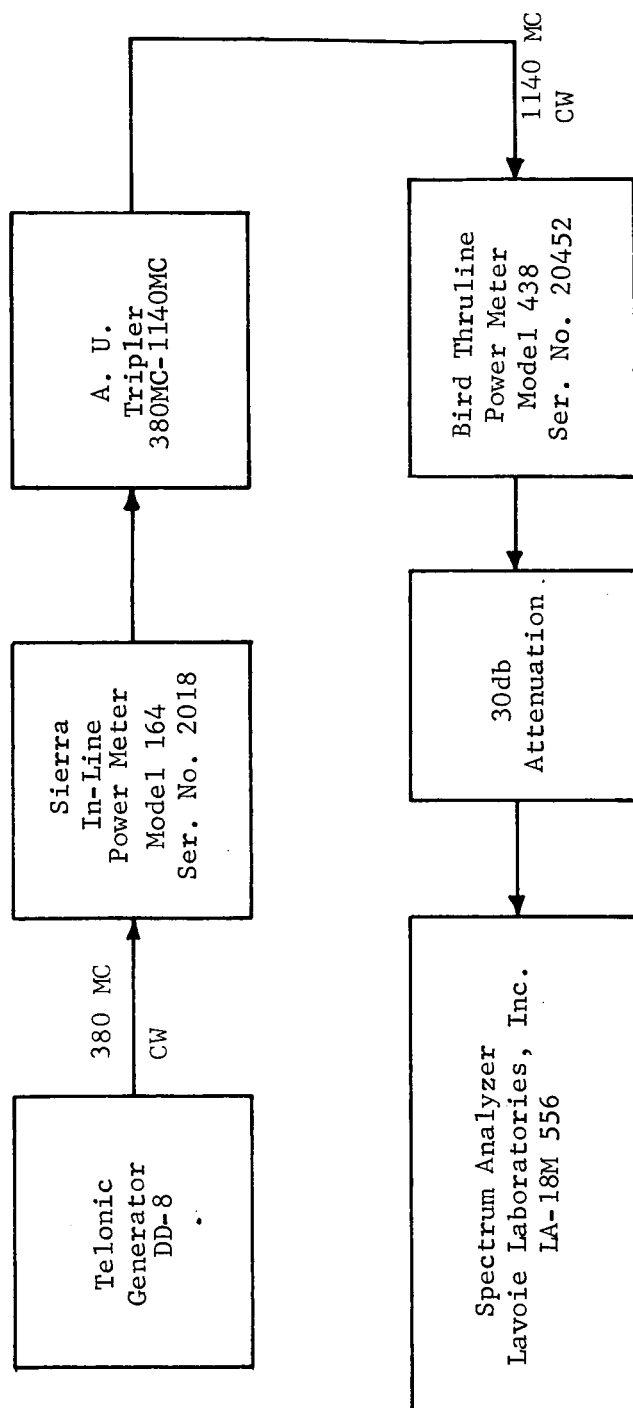 Telonic
Generator
DD-8
380 MC
CW
Sierra
In-Line
Power Meter
Model 164
Ser. No. 2018
A. U.
Tripler
380MC-1140MC
1140 MC
CW
Bird Thruline
Power Meter
Model 438
Ser. No. 20452
30db
Attenuation
Spectrum Analyzer
Lavoie Laboratories, Inc.
LA-18M 556